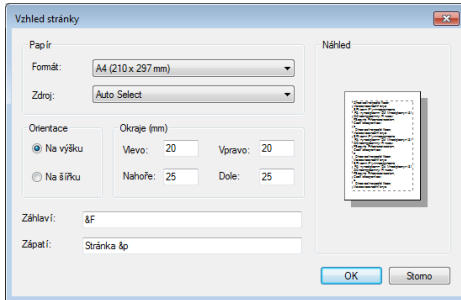 Vzhled stránky
Papír
Formát: A4 (210 x 297 mm)
Zdroj: Auto Select
Orientace
Na výšku
Na šířku
Okraje (mm)
Vlevo: 20 Vpravo: 20
Nahoře: 25 Dole: 25
Záhlaví: &F
Zápatí: Stránka &p
Náhled
OK Storno